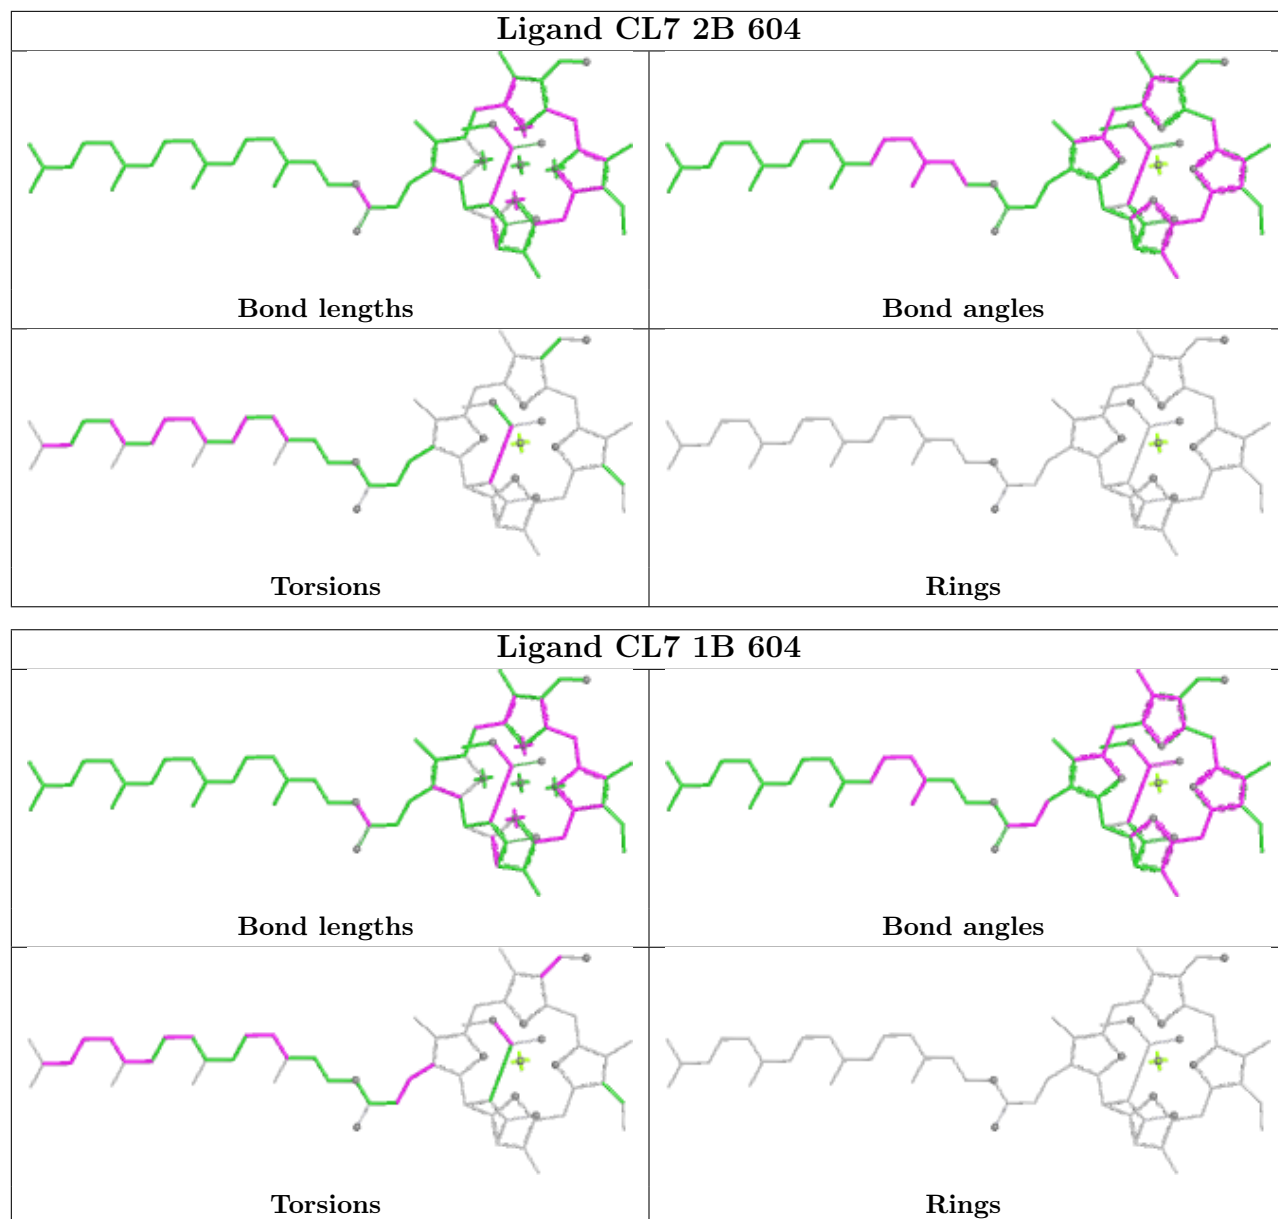 Ligand CL7 2B 604
Bond lengths
Bond angles
Torsions
Rings
Ligand CL7 1B 604
Bond lengths
Bond angles
Torsions
Rings